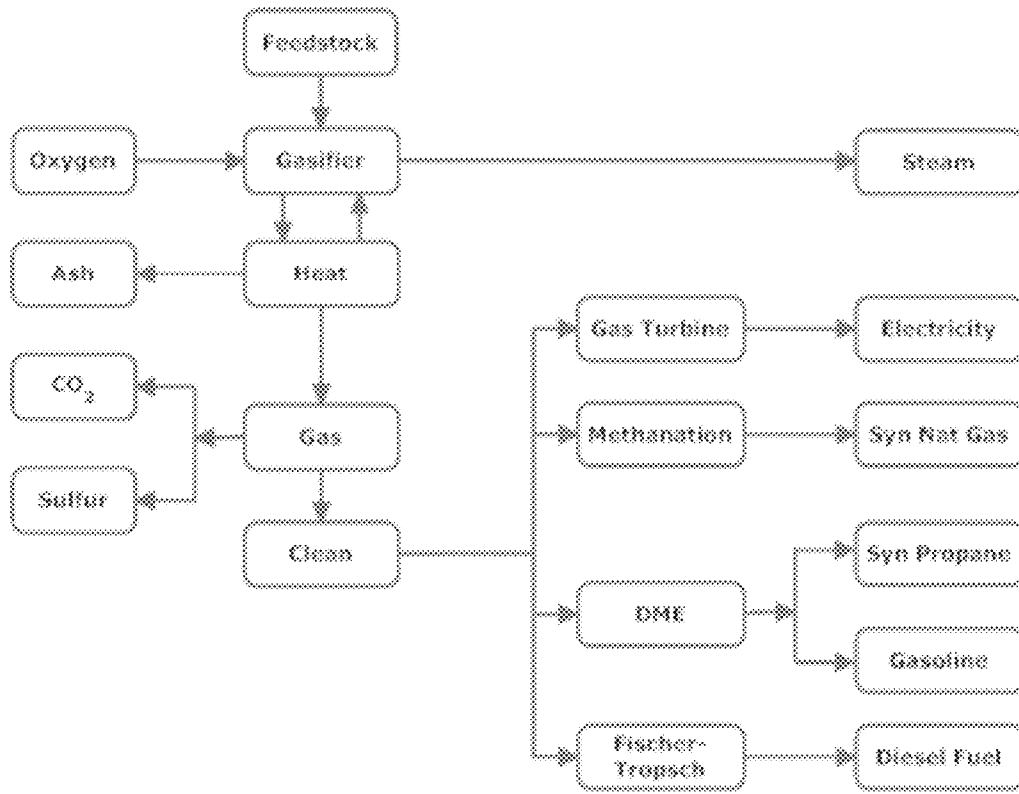 Feedstock
Oxygen
Gasifier
Steam
Ash
Heat
Gas Turbine
Electricity
CO2
Gas
Methanation
Syn Nat Gas
Sulfur
Clean
Syn Propane
DME
Gasoline
Fischer-
Tropsch
Diesel Fuel